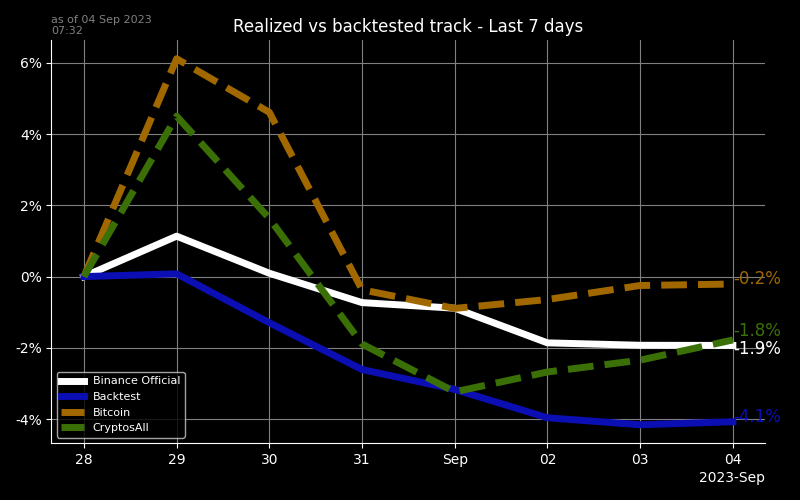 as of 04 Sep 2023
07:32
Realized vs backtested track - Last 7 days
6%
4%
2%
0%
-2%
-4%
-0.2%
-1.8%
-1.9%
-4.1%
Binance Official
Backtest
Bitcoin
CryptosAll
28 29 30 31 Sep 02 03 04
2023-Sep